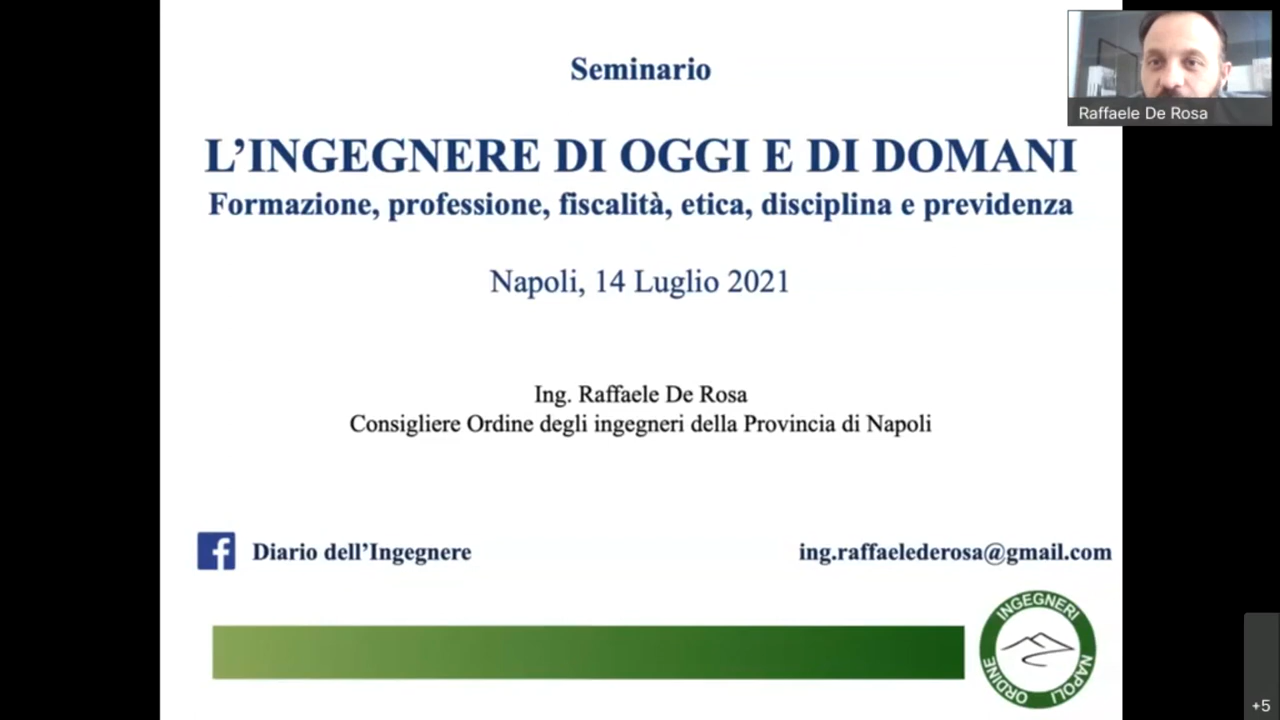 Seminario
Raffaele De Rosa
L’INGEGNERE DI OGGI E DI DOMANI
Formazione, professione, fiscalità, etica, disciplina e previdenza
Napoli, 14 Luglio 2021
Ing. Raffaele De Rosa
Consigliere Ordine degli ingegneri della Provincia di Napoli
Diario dell’Ingegnere
ing.raffaelederosa@gmail.com
INGEGNERI
NAPOLI
ORDINE
+5